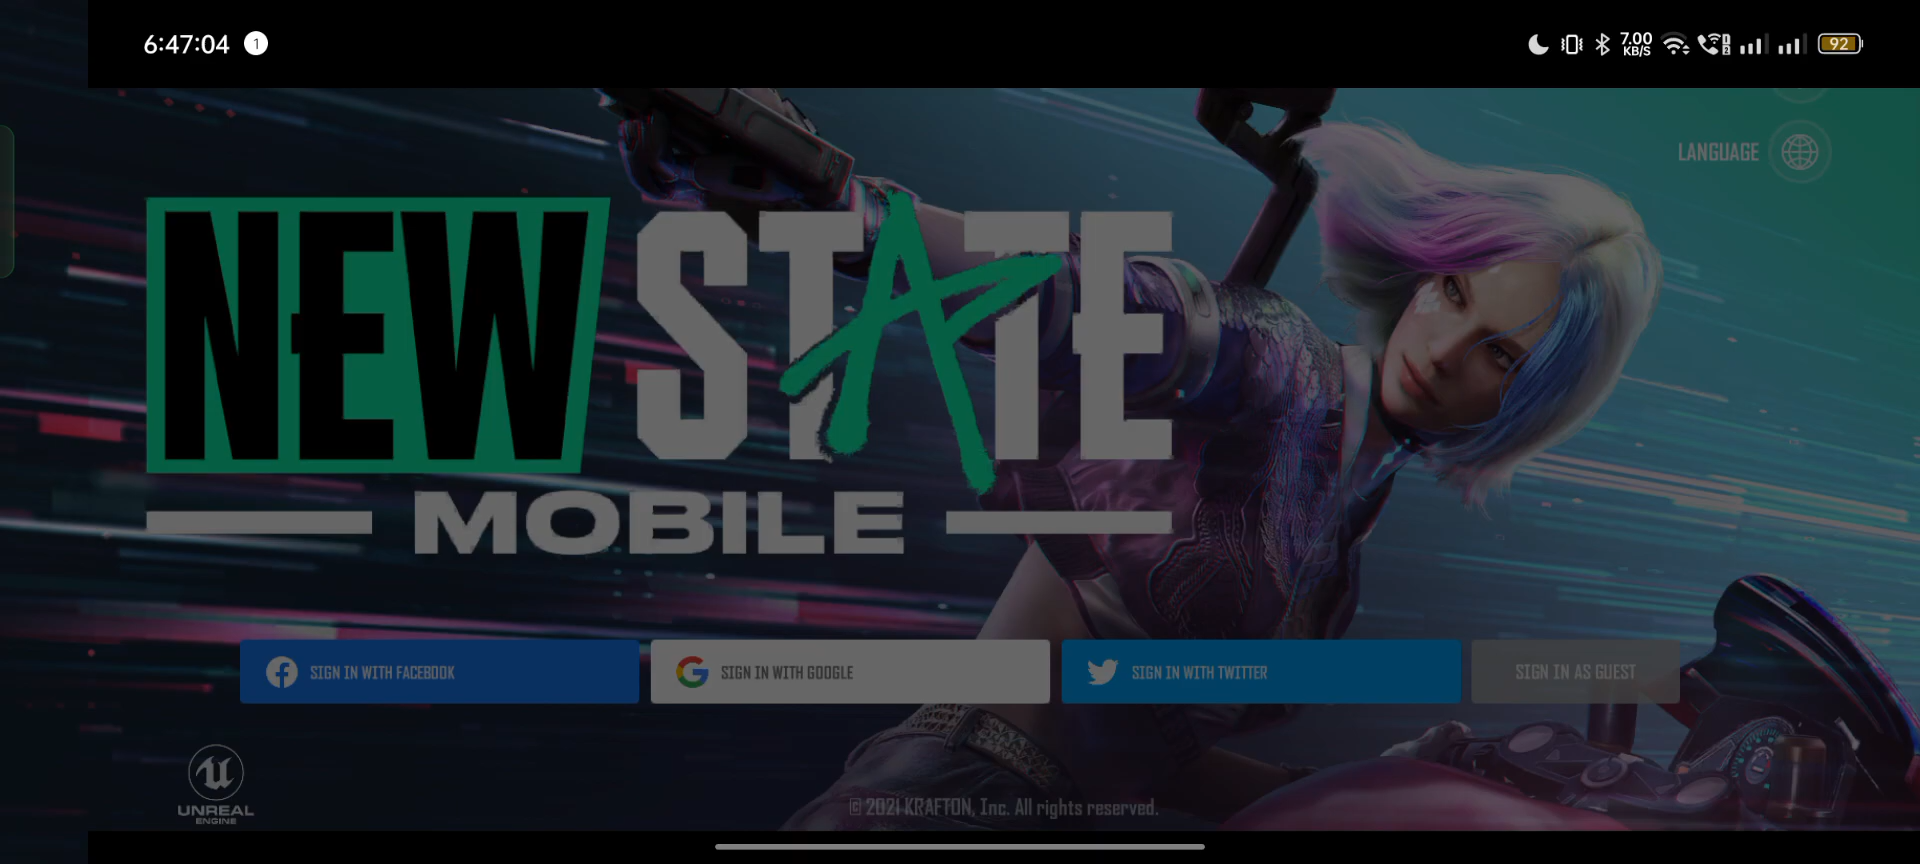 6:47:04 1 7.00 KB/S 92
LANGUAGE
NEW STATE
MOBILE
SIGN IN WITH FACEBOOK
SIGN IN WITH GOOGLE
SIGN IN WITH TWITTER
SIGN IN AS GUEST
UNREAL
ENGINE
© 2021 KRAFTON, Inc. All rights reserved.